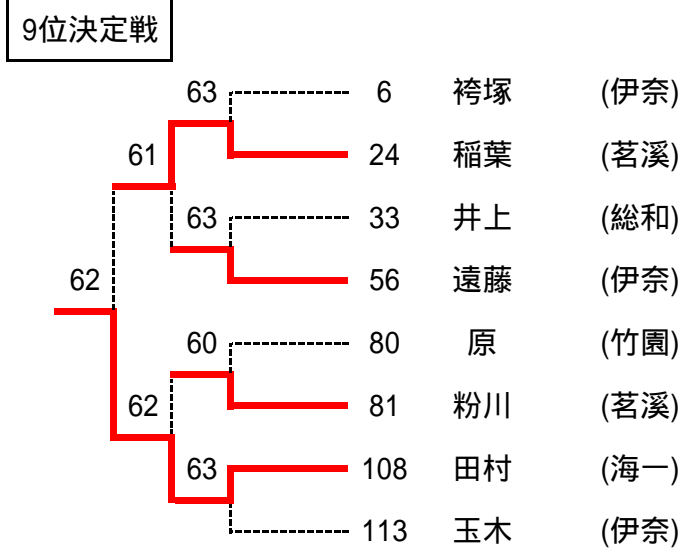 9位決定戦
63
6 袴塚 (伊奈)
61
24 稲葉 (茗溪)
63
33 井上 (総和)
62
56 遠藤 (伊奈)
60
80 原 (竹園)
62
81 粉川 (茗溪)
63
108 田村 (海一)
113 玉木 (伊奈)